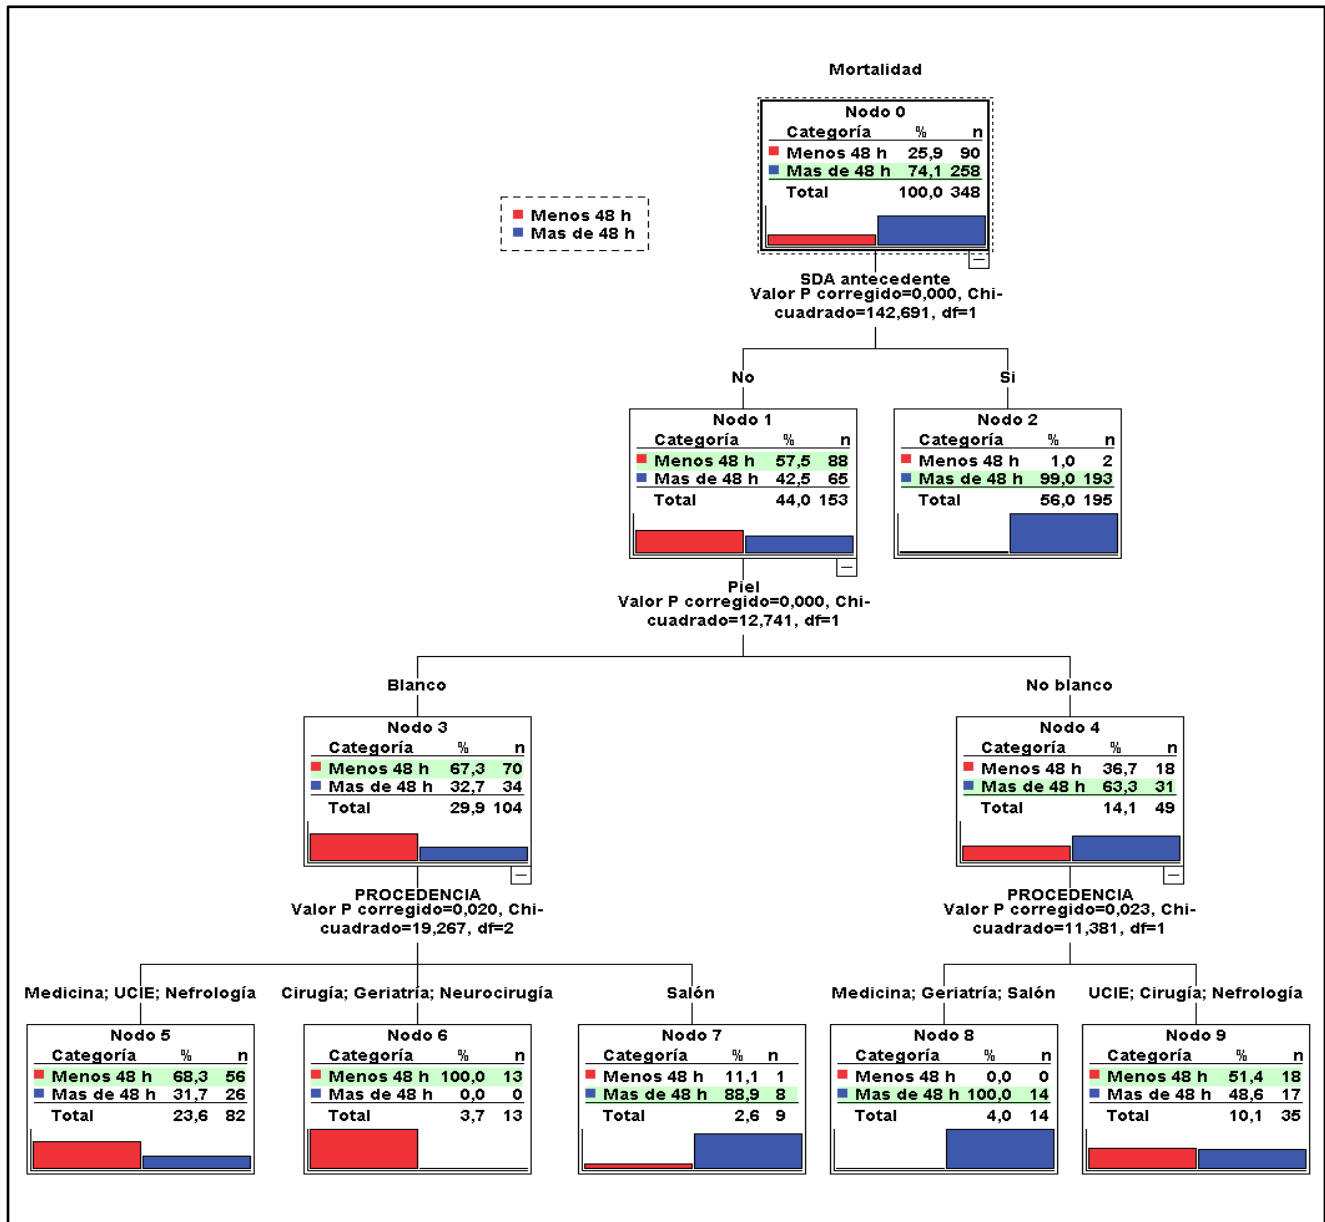 Mortalidad
Nodo 0
Categoría % n
Menos 48 h 25,9 90
Mas de 48 h 74,1 258
Total 100,0 348
Menos 48 h
Mas de 48 h
SDA antecedente
Valor P corregido=0,000, Chi-
cuadrado=142,691, df=1
No
Si
Nodo 1
Categoría % n
Menos 48 h 57,5 88
Mas de 48 h 42,5 65
Total 44,0 153
Nodo 2
Categoría % n
Menos 48 h 1,0 2
Mas de 48 h 99,0 193
Total 56,0 195
Piel
Valor P corregido=0,000, Chi-
cuadrado=12,741, df=1
Blanco
No blanco
Nodo 3
Categoría % n
Menos 48 h 67,3 70
Mas de 48 h 32,7 34
Total 29,9 104
Nodo 4
Categoría % n
Menos 48 h 36,7 18
Mas de 48 h 63,3 31
Total 14,1 49
PROCEDENCIA
Valor P corregido=0,020, Chi-
cuadrado=19,267, df=2
PROCEDENCIA
Valor P corregido=0,023, Chi-
cuadrado=11,381, df=1
Medicina; UCIE; Nefrología
Cirugía; Geriatría; Neurocirugía
Salón
Medicina; Geriatría; Salón
UCIE; Cirugía; Nefrología
Nodo 5
Categoría % n
Menos 48 h 68,3 56
Mas de 48 h 31,7 26
Total 23,6 82
Nodo 6
Categoría % n
Menos 48 h 100,0 13
Mas de 48 h 0,0 0
Total 3,7 13
Nodo 7
Categoría % n
Menos 48 h 11,1 1
Mas de 48 h 88,9 8
Total 2,6 9
Nodo 8
Categoría % n
Menos 48 h 0,0 0
Mas de 48 h 100,0 14
Total 4,0 14
Nodo 9
Categoría % n
Menos 48 h 51,4 18
Mas de 48 h 48,6 17
Total 10,1 35